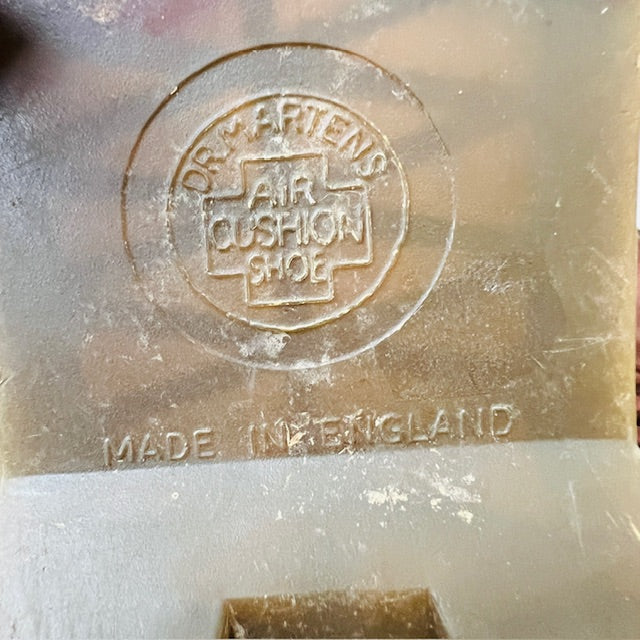 DR. MARTENS
AIR
CUSHION
SHOE
MADE IN ENGLAND